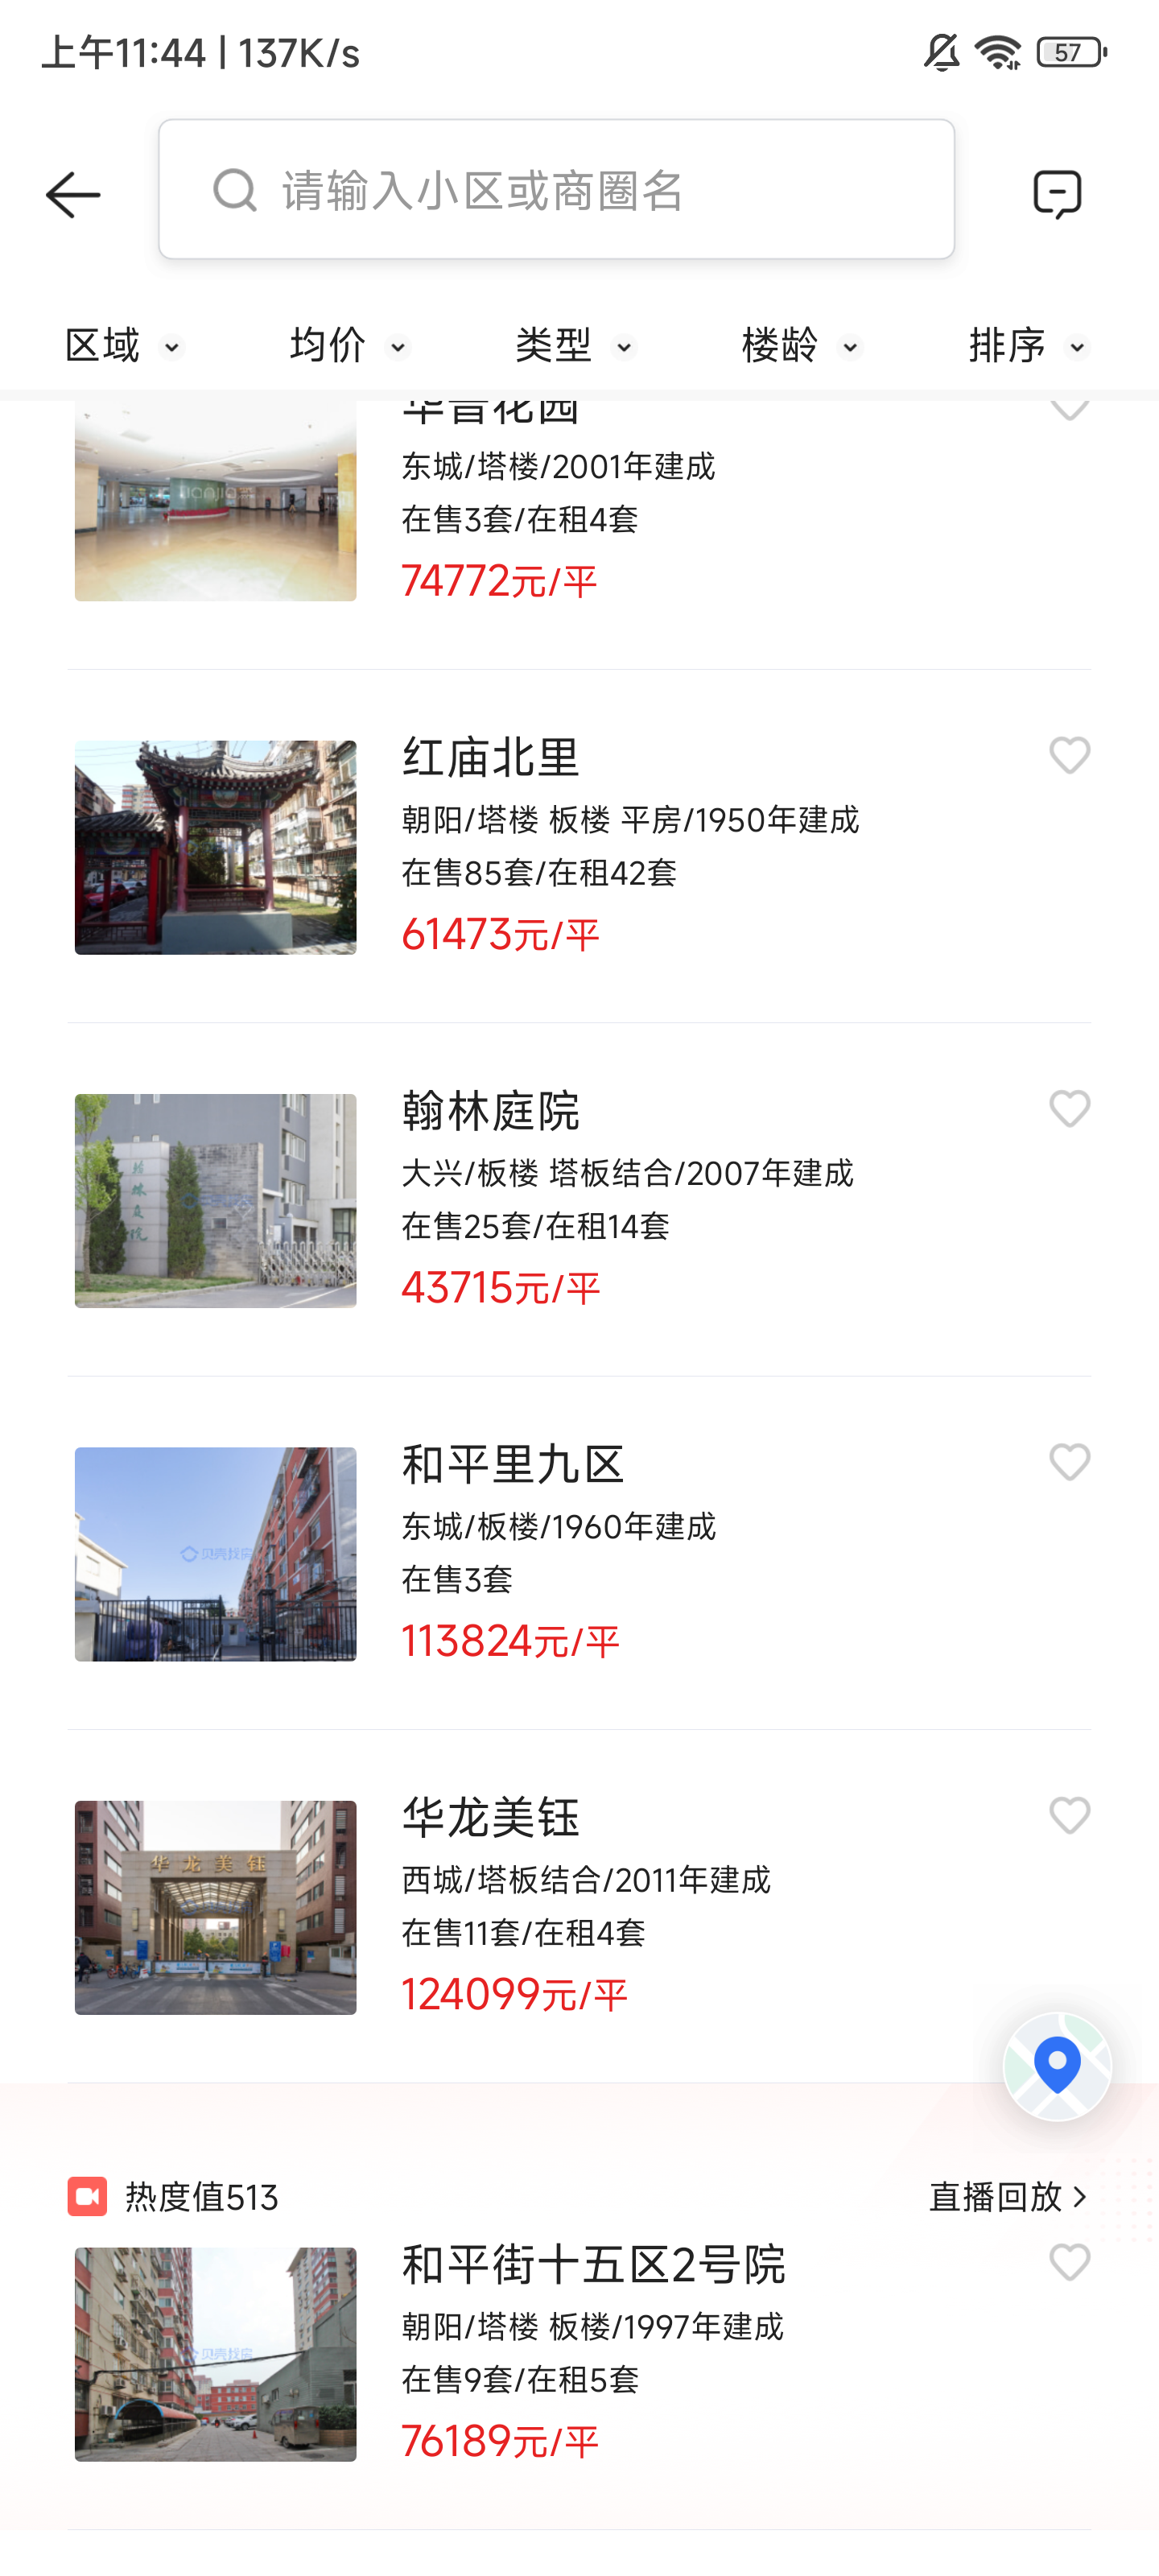 上午11:44 | 137K/s
57
请输入小区或商圈名
区域 均价 类型 楼龄 排序
东城/塔楼/2001年建成
在售3套/在租4套
74772元/平
红庙北里
朝阳/塔楼 板楼 平房/1950年建成
在售85套/在租42套
61473元/平
翰林庭院
大兴/板楼 塔板结合/2007年建成
在售25套/在租14套
43715元/平
和平里九区
东城/板楼/1960年建成
在售3套
113824元/平
贝壳找房
华龙美钰
西城/塔板结合/2011年建成
在售11套/在租4套
124099元/平
华龙美钰
热度值513
直播回放
和平街十五区2号院
朝阳/塔楼 板楼/1997年建成
在售9套/在租5套
76189元/平
贝壳找房